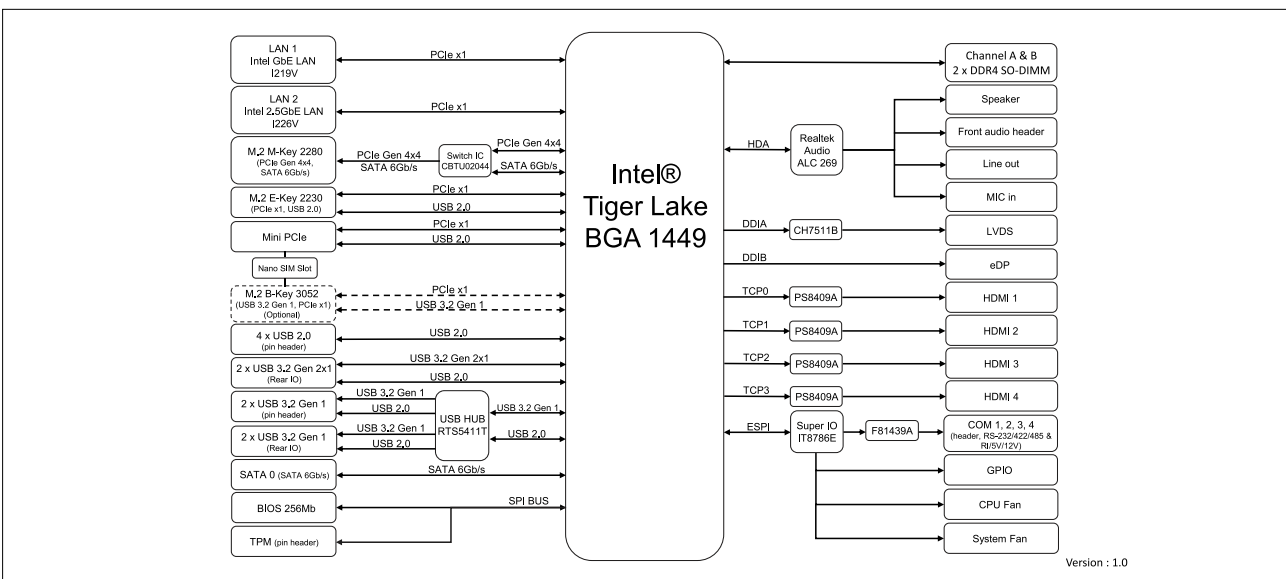 LAN 1
Intel GbE LAN
I219V
PCIe x1
LAN 2
Intel 2.5GbE LAN
I226V
PCIe x1
M.2 M-Key 2280
(PCIe Gen 4x4,
SATA 6Gb/s)
PCIe Gen 4x4
SATA 6Gb/s
Switch IC
CBTU02044
PCIe Gen 4x4
SATA 6Gb/s
M.2 E-Key 2230
(PCIe x1, USB 2.0)
PCIe x1
USB 2.0
Mini PCIe
PCIe x1
USB 2.0
Nano SIM Slot
M.2 B-Key 3052
(USB 3.2 Gen 1, PCIe x1)
(Optional)
PCIe x1
USB 3.2 Gen 1
4 x USB 2.0
(pin header)
USB 2.0
2 x USB 3.2 Gen 2x1
(Rear IO)
USB 3.2 Gen 2x1
USB 2.0
2 x USB 3.2 Gen 1
(pin header)
USB 3.2 Gen 1
USB 2.0
2 x USB 3.2 Gen 1
(Rear IO)
USB 3.2 Gen 1
USB 2.0
USB HUB
RTS5411T
USB 3.2 Gen 1
USB 2.0
SATA 0 (SATA 6Gb/s)
SATA 6Gb/s
BIOS 256Mb
SPI BUS
TPM (pin header)
Intel®
Tiger Lake
BGA 1449
Channel A & B
2 x DDR4 SO-DIMM
HDA
Realtek
Audio
ALC 269
Speaker
Front audio header
Line out
MIC in
DDIA
CH7511B
LVDS
DDIB
eDP
TCP0
PS8409A
HDMI 1
TCP1
PS8409A
HDMI 2
TCP2
PS8409A
HDMI 3
TCP3
PS8409A
HDMI 4
ESPI
Super IO
IT8786E
F81439A
COM 1, 2, 3, 4
(header, RS-232/422/485 &
RI/5V/12V)
GPIO
CPU Fan
System Fan
Version : 1.0